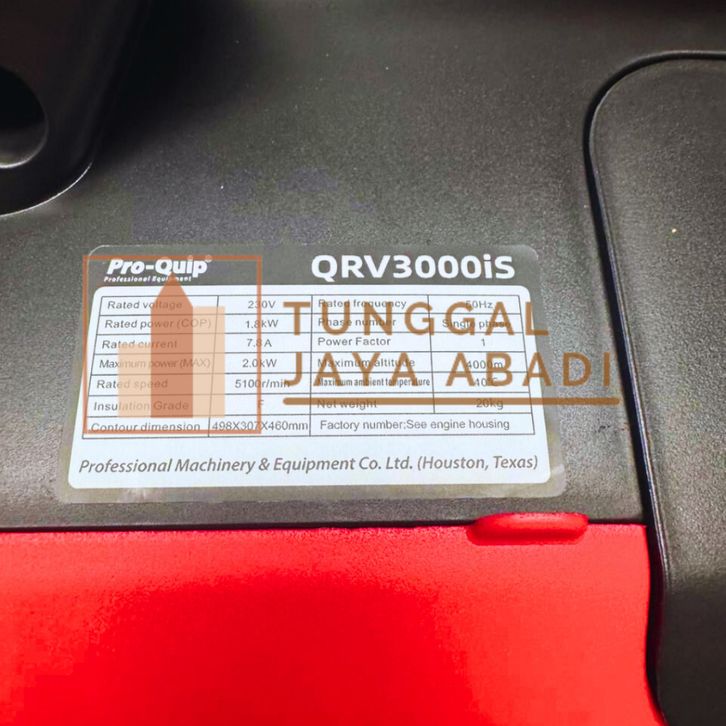 Pro-Quip®
Professional Equipment
QRV3000iS
Rated voltage 230V Rated frequency 50Hz
Rated power (COP) 1.8kW Phase number Single phase
Rated current 7.8A Power Factor 1
Maximum power (MAX) 2.0kW Maximum altitude 4000m
Rated speed 5100r/min Maximum ambient temperature 40°C
Insulation Grade F Net weight 20kg
Contour dimension 498X307X460mm Factory number:See engine housing
Professional Machinery & Equipment Co. Ltd. (Houston, Texas)
TUNGGAL
JAYA ABADI